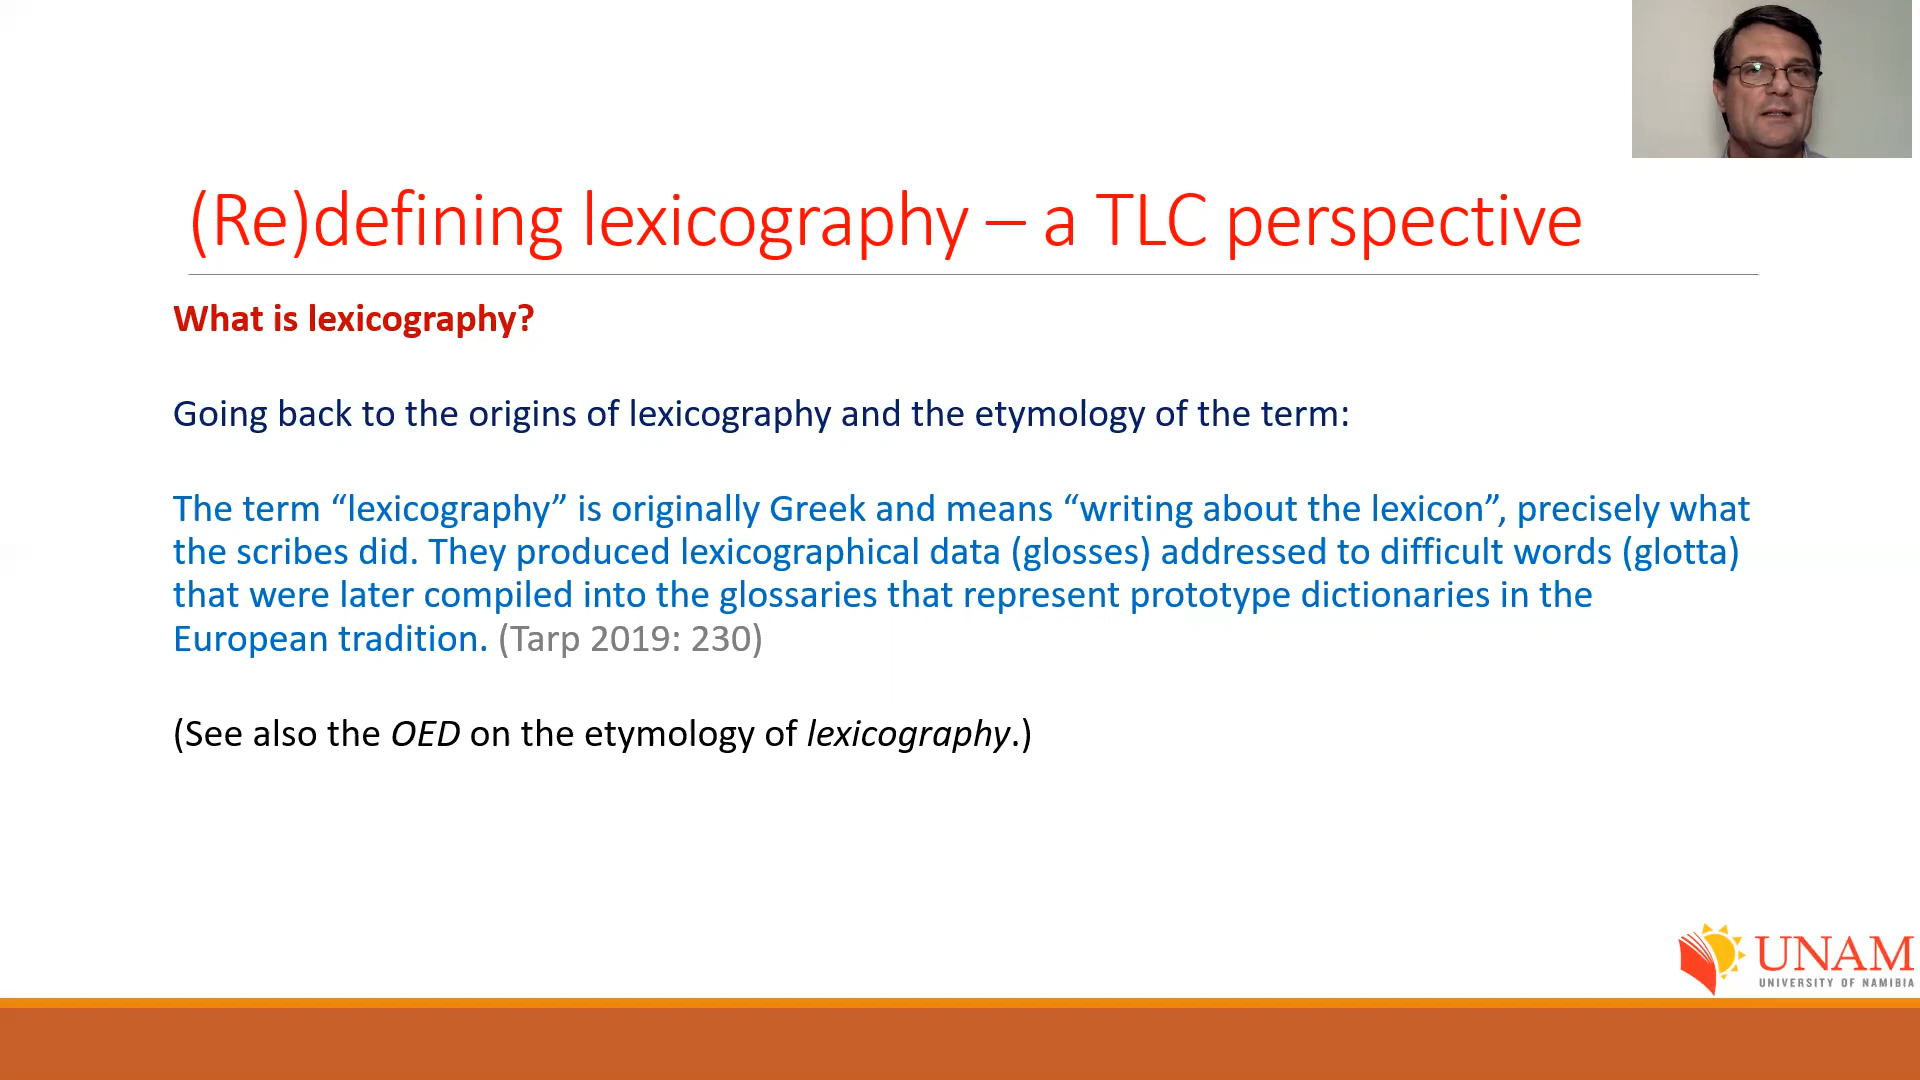 (Re)defining lexicography – a TLC perspective
What is lexicography?
Going back to the origins of lexicography and the etymology of the term:
The term “lexicography” is originally Greek and means “writing about the lexicon”, precisely what
the scribes did. They produced lexicographical data (glosses) addressed to difficult words (glotta)
that were later compiled into the glossaries that represent prototype dictionaries in the
European tradition. (Tarp 2019: 230)
(See also the OED on the etymology of lexicography.)
UNAM
UNIVERSITY OF NAMIBIA